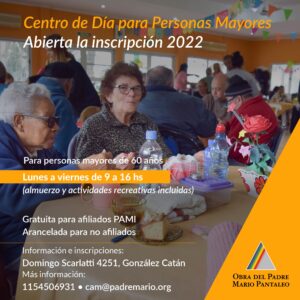 Centro de Día para Personas Mayores
Abierta la inscripción 2022
Para personas mayores de 60 años
Lunes a viernes de 9 a 16 hs
(almuerzo y actividades recreativas incluidas)
Gratuita para afiliados PAMI
Arancelada para no afiliados
Información e inscripciones:
Domingo Scarlatti 4251, González Catán
Más información:
1154506931 • cam@padremario.org
OBRA DEL PADRE
MARIO PANTALEO